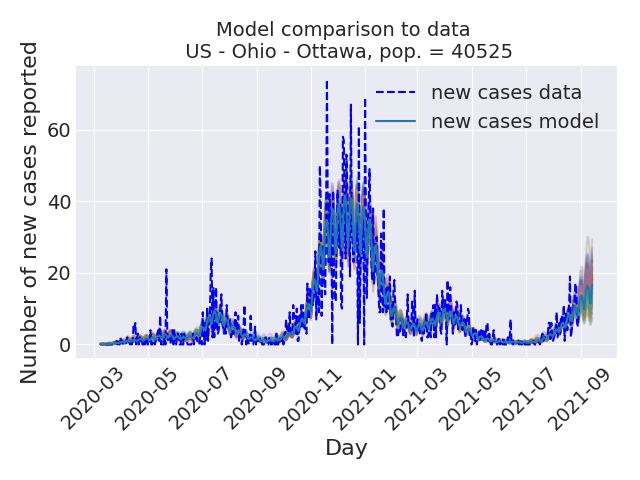 Model comparison to data
US - Ohio - Ottawa, pop. = 40525
Number of new cases reported
60
40
20
0
new cases data
new cases model
2020-03
2020-05
2020-07
2020-09
2020-11
2021-01
2021-03
2021-05
2021-07
2021-09
Day